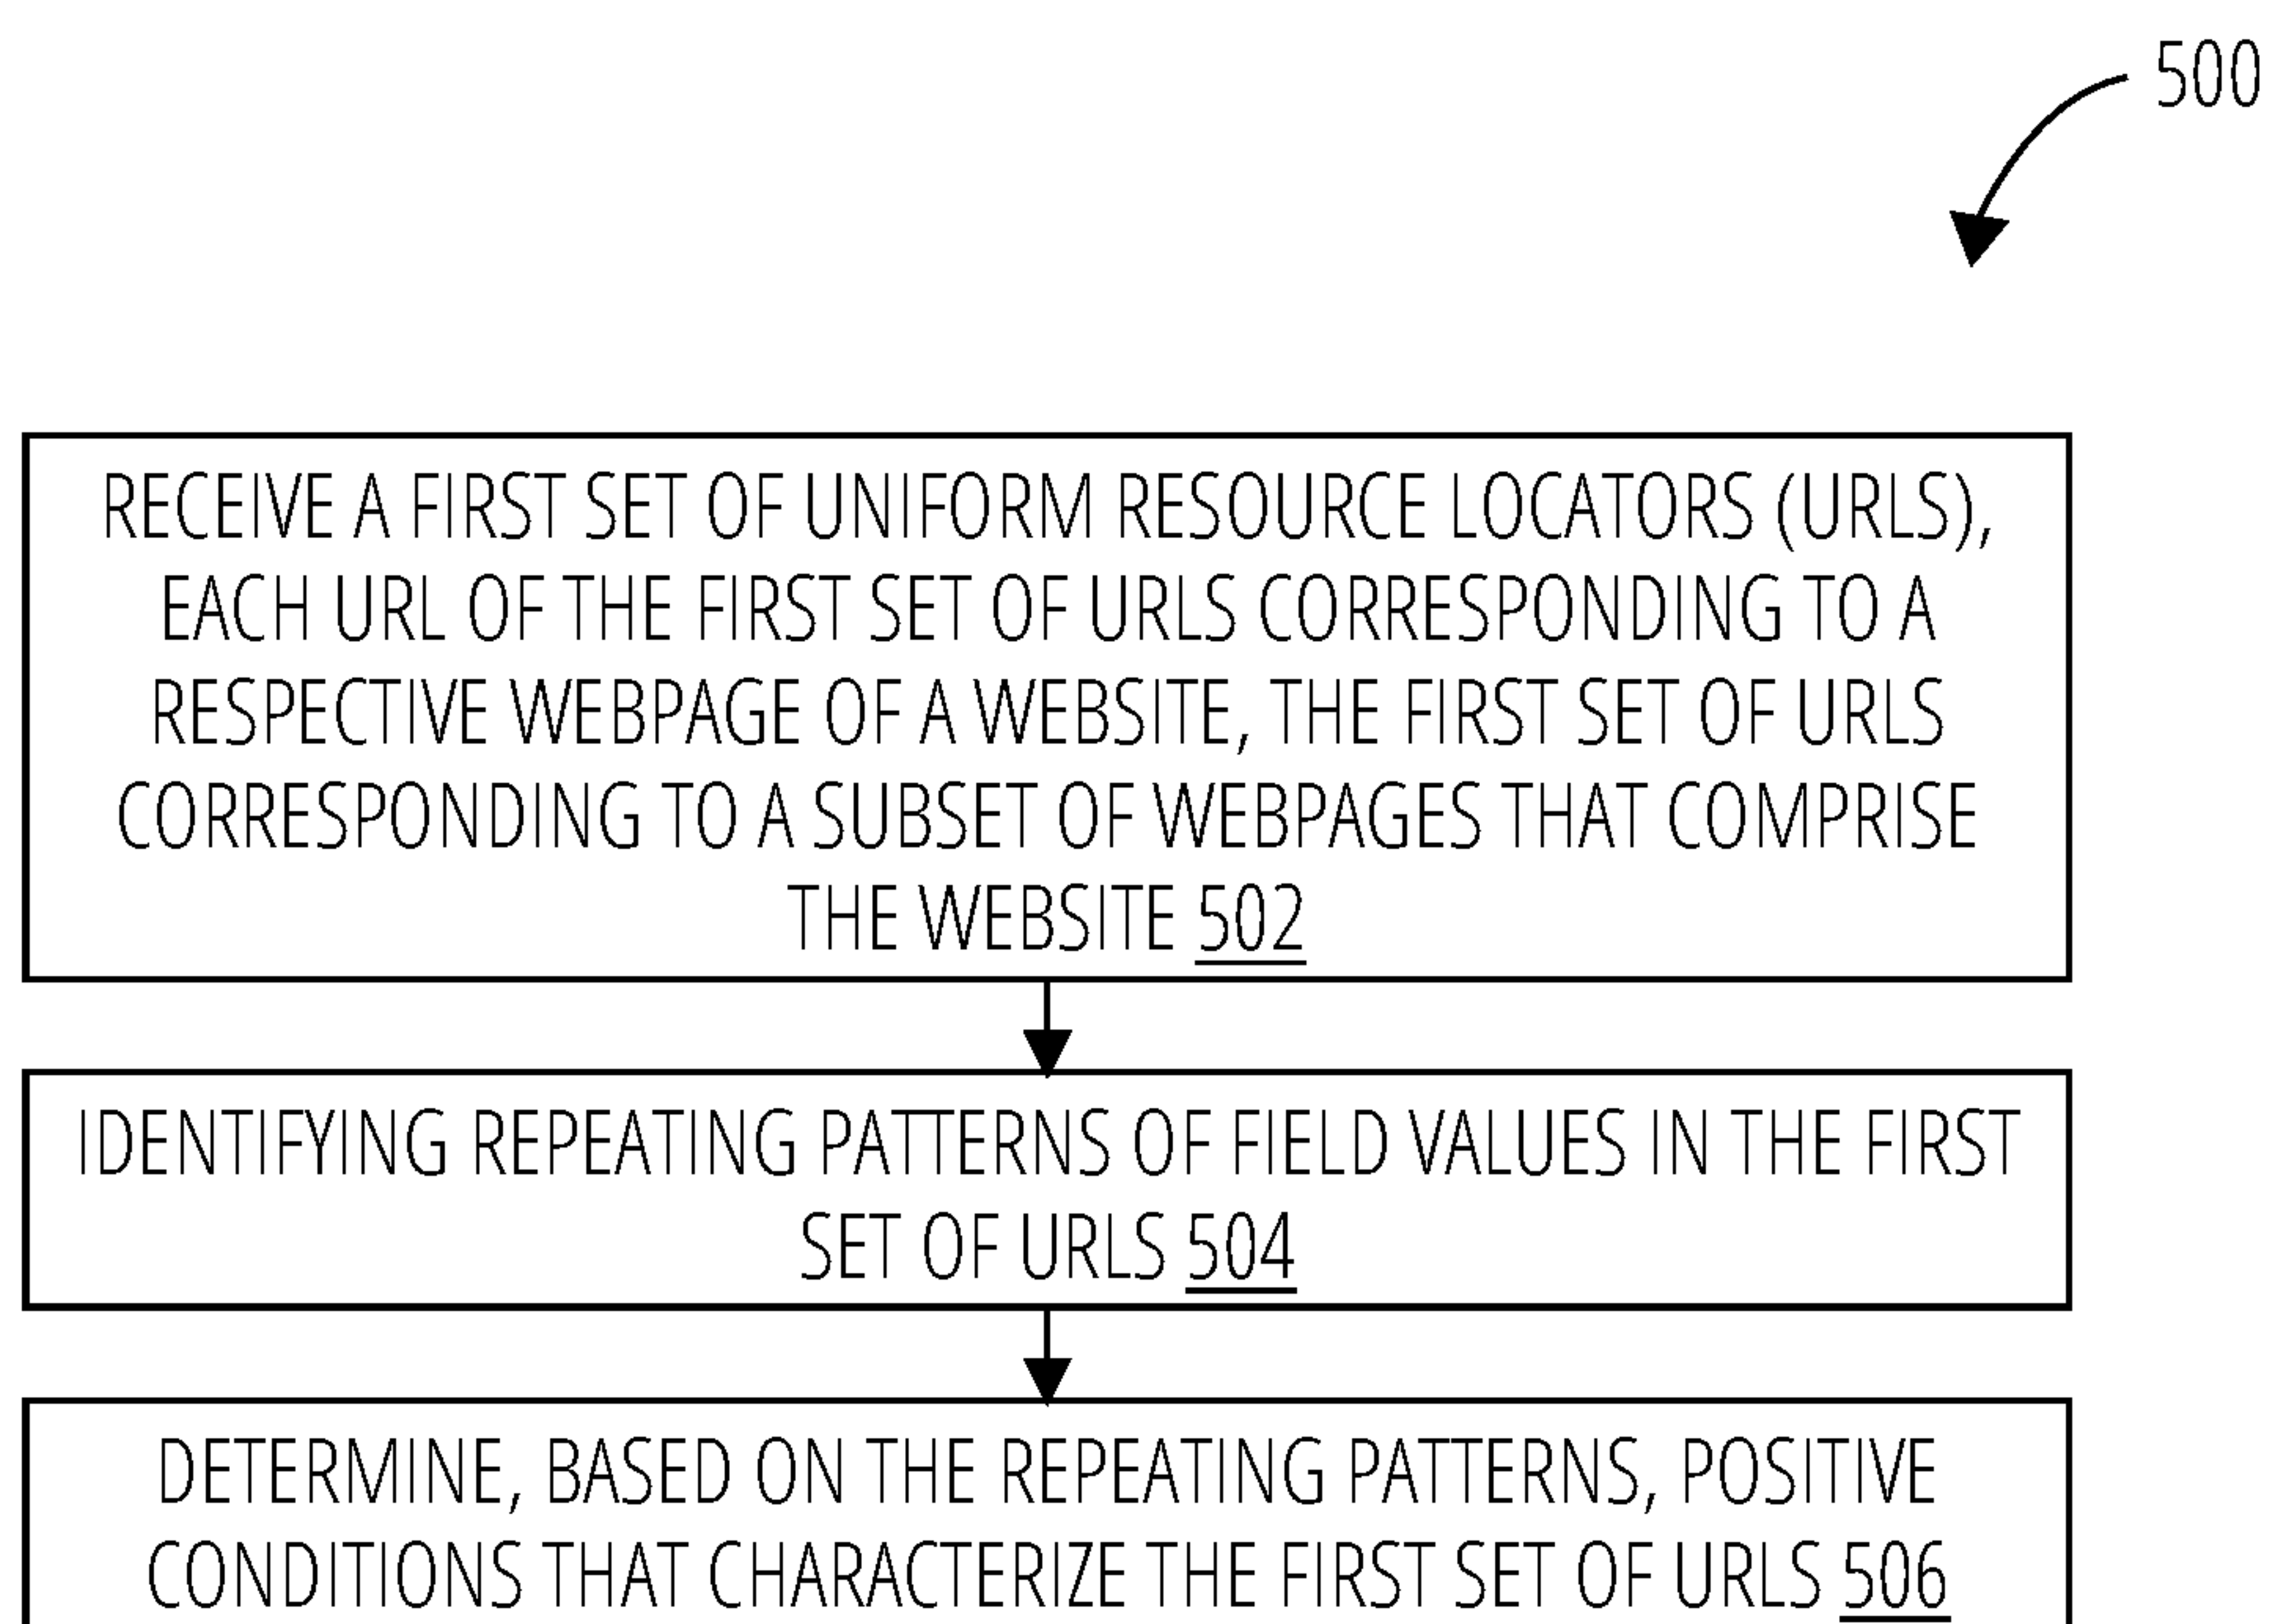 500
RECEIVE A FIRST SET OF UNIFORM RESOURCE LOCATORS (URLS),
EACH URL OF THE FIRST SET OF URLS CORRESPONDING TO A
RESPECTIVE WEBPAGE OF A WEBSITE, THE FIRST SET OF URLS
CORRESPONDING TO A SUBSET OF WEBPAGES THAT COMPRISE
THE WEBSITE 502
IDENTIFYING REPEATING PATTERNS OF FIELD VALUES IN THE FIRST
SET OF URLS 504
DETERMINE, BASED ON THE REPEATING PATTERNS, POSITIVE
CONDITIONS THAT CHARACTERIZE THE FIRST SET OF URLS 506